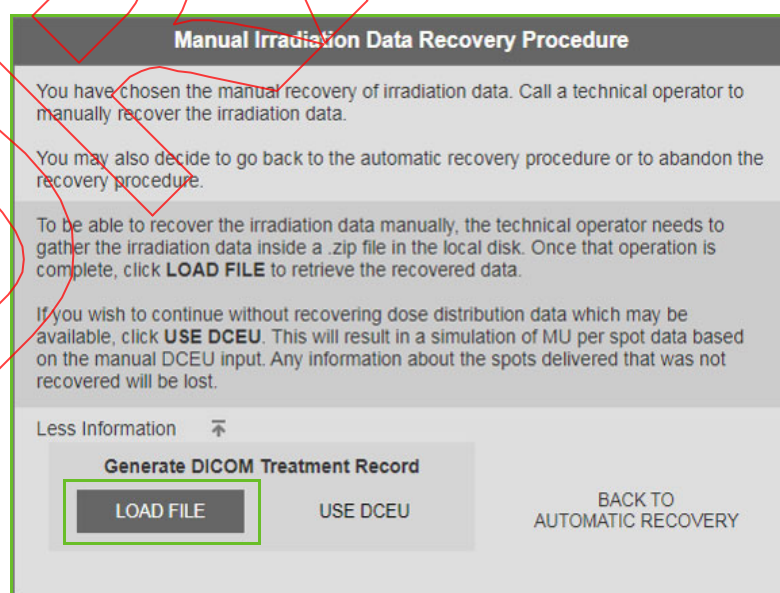 Manual Irradiation Data Recovery Procedure
You have chosen the manual recovery of irradiation data. Call a technical operator to
manually recover the irradiation data.
You may also decide to go back to the automatic recovery procedure or to abandon the
recovery procedure.
To be able to recover the irradiation data manually, the technical operator needs to
gather the irradiation data inside a .zip file in the local disk. Once that operation is
complete, click LOAD FILE to retrieve the recovered data.
If you wish to continue without recovering dose distribution data which may be
available, click USE DCEU. This will result in a simulation of MU per spot data based
on the manual DCEU input. Any information about the spots delivered that was not
recovered will be lost.
Less Information
Generate DICOM Treatment Record
LOAD FILE USE DCEU
BACK TO
AUTOMATIC RECOVERY